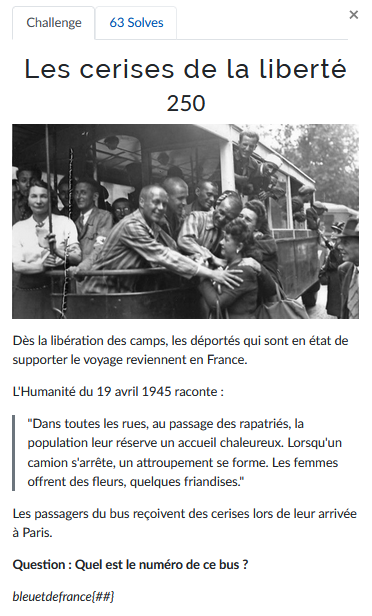 Challenge
63 Solves
×
Les cerises de la liberté
250
Dès la libération des camps, les déportés qui sont en état de
supporter le voyage reviennent en France.
L'Humanité du 19 avril 1945 raconte :
"Dans toutes les rues, au passage des rapatriés, la
population leur réserve un accueil chaleureux. Lorsqu'un
camion s'arrête, un attroupement se forme. Les femmes
offrent des fleurs, quelques friandises."
Les passagers du bus reçoivent des cerises lors de leur arrivée
à Paris.
Question : Quel est le numéro de ce bus ?
bleuetdefrance{##}